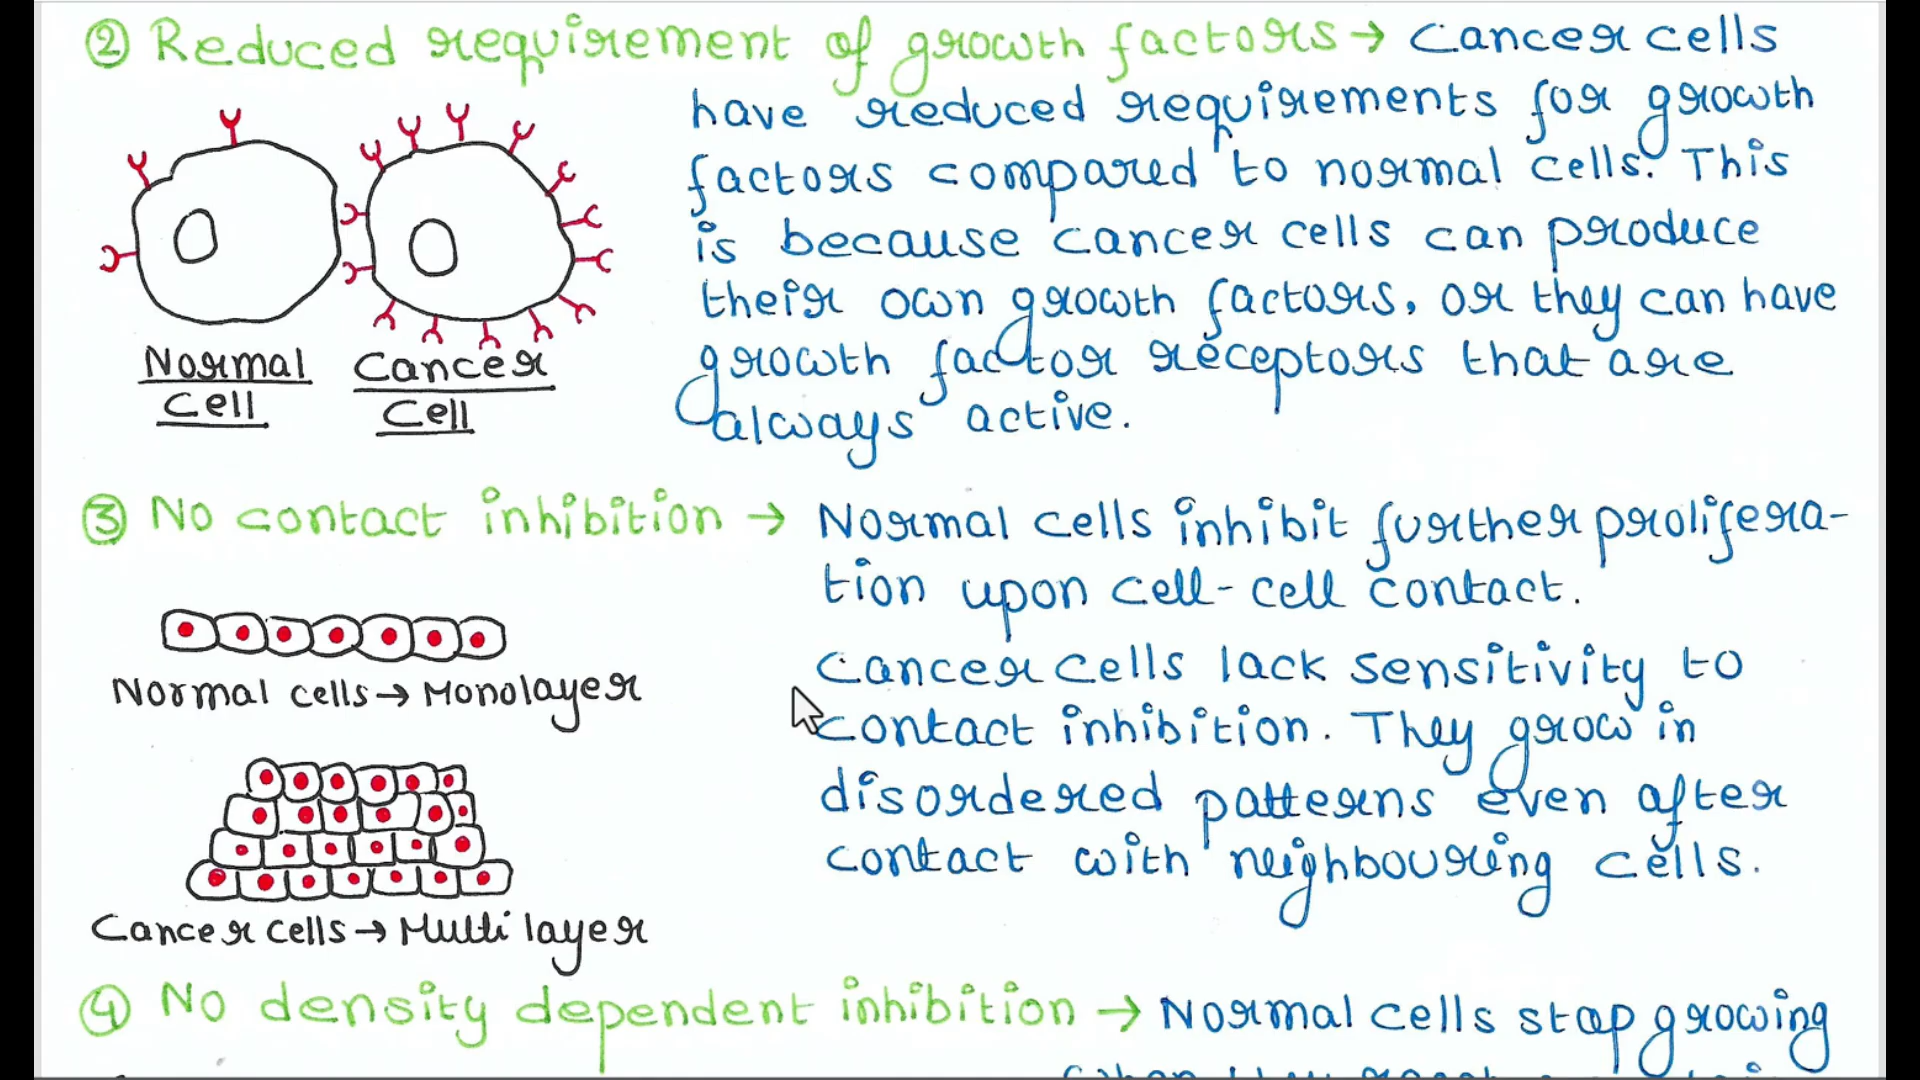 ② Reduced requirement of growth factors → Cancer cells
have reduced requirements for growth
factors compared to normal cells. This
is because cancer cells can produce
their own growth factors, or they can have
growth factor receptors that are
always active.
Normal Cell
Cancer Cell
③ No contact inhibition → Normal cells inhibit further prolifera-
tion upon cell-cell contact.
Cancer cells lack sensitivity to
contact inhibition. They grow in
disordered patterns even after
contact with neighbouring cells.
Normal cells → Monolayer
Cancer cells → Multilayer
④ No density dependent inhibition → Normal cells stop growing